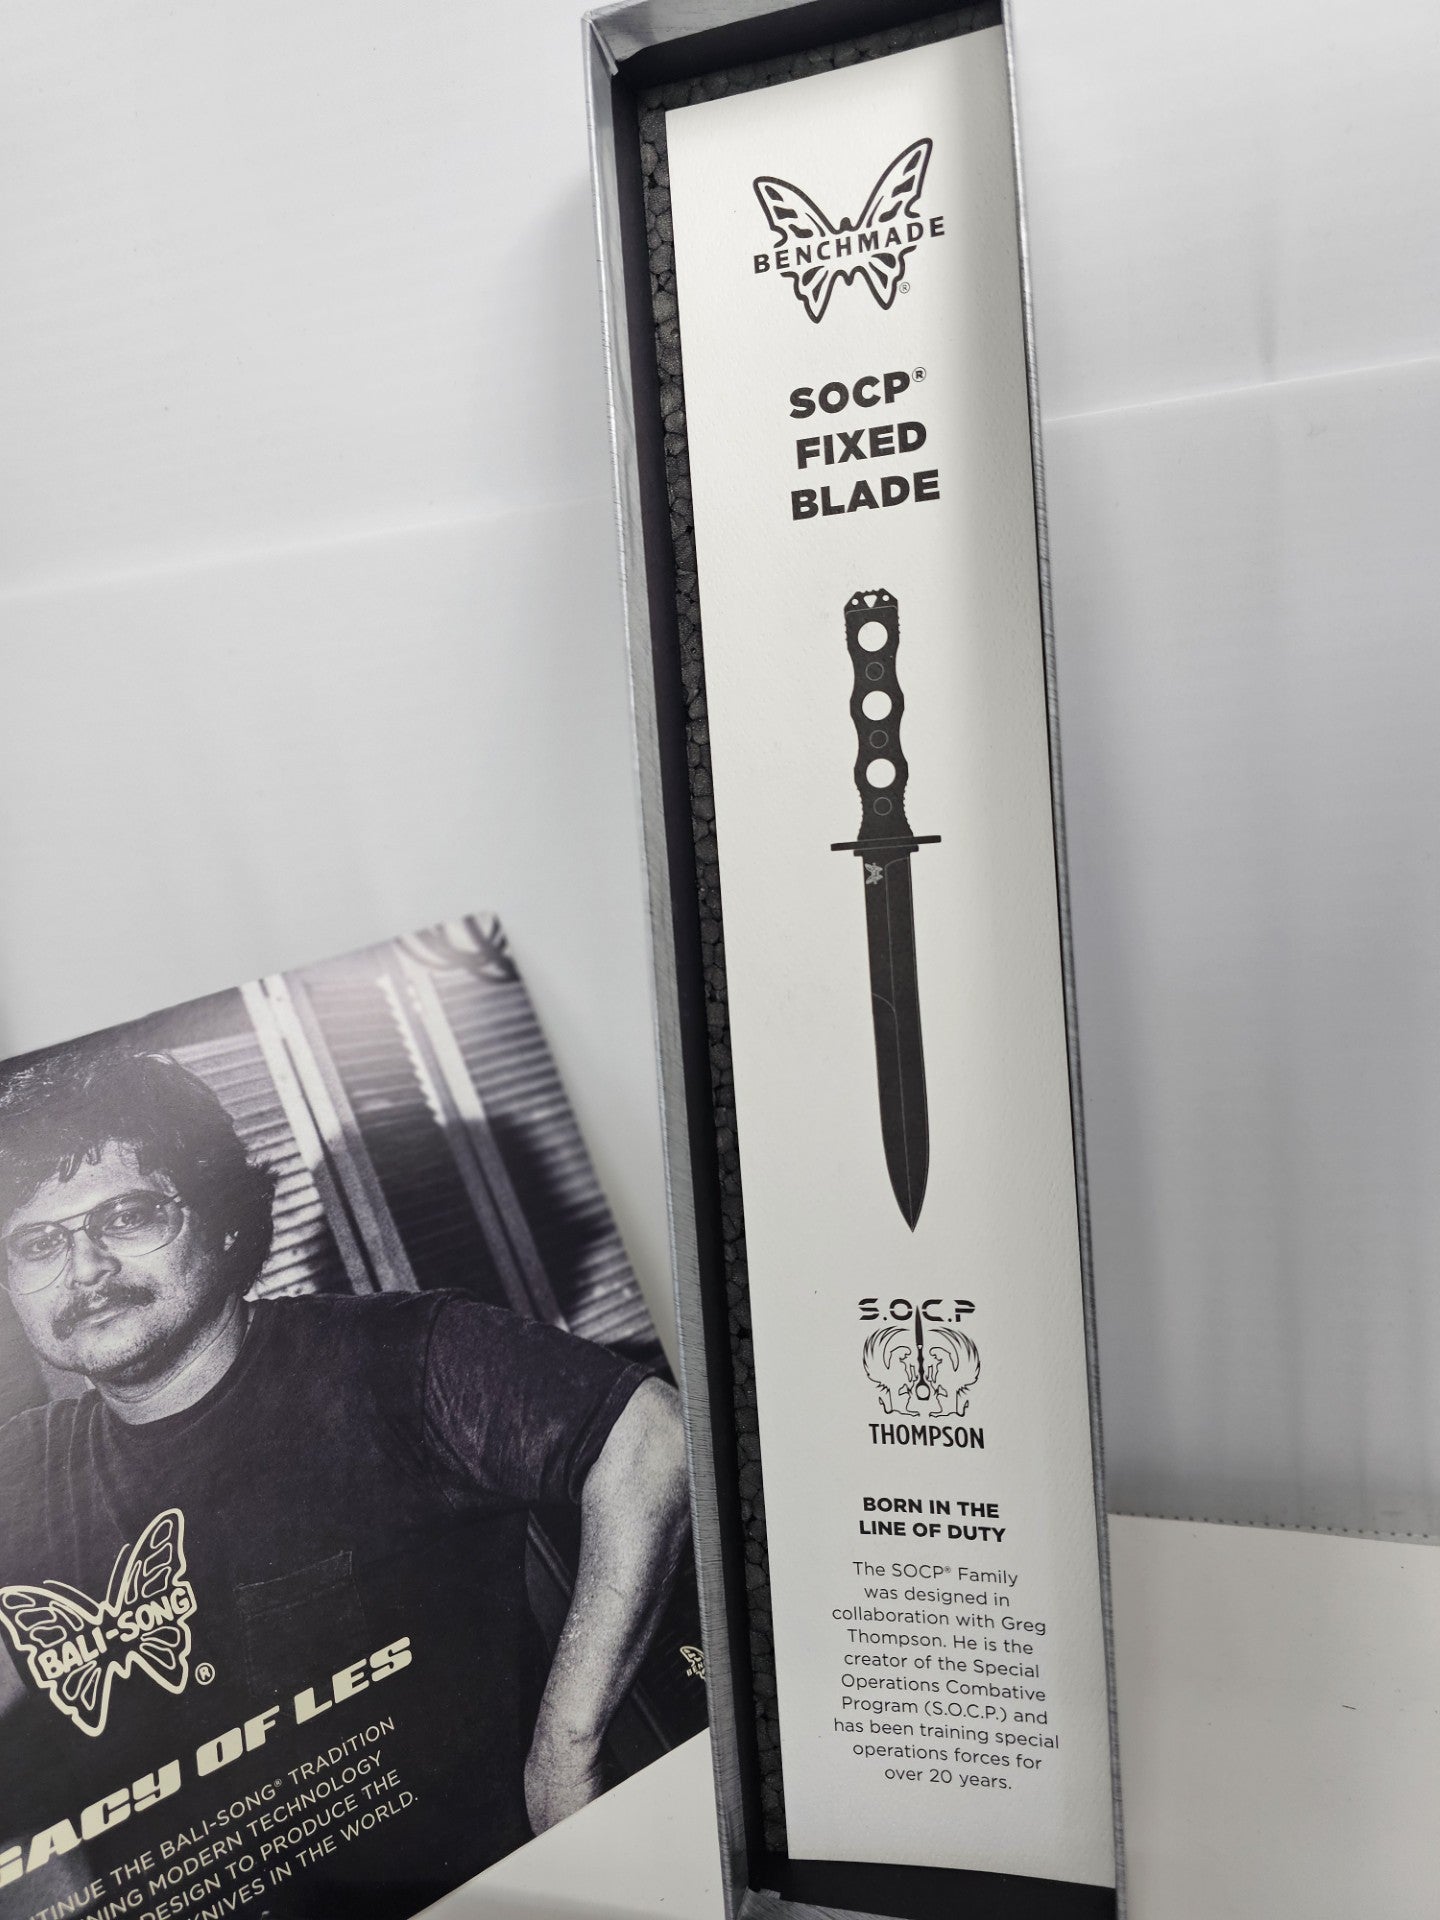 BENCHMADE
®
SOCP®
FIXED
BLADE
S.O.C.P
THOMPSON
BORN IN THE
LINE OF DUTY
The SOCP® Family
was designed in
collaboration with Greg
Thompson. He is the
creator of the Special
Operations Combative
Program (S.O.C.P.) and
has been training special
operations forces for
over 20 years.
BALI-SONG
®
OF LES
THE BALI-SONG® TRADITION
MODERN TECHNOLOGY
DESIGN TO PRODUCE THE
KNIVES IN THE WORLD.